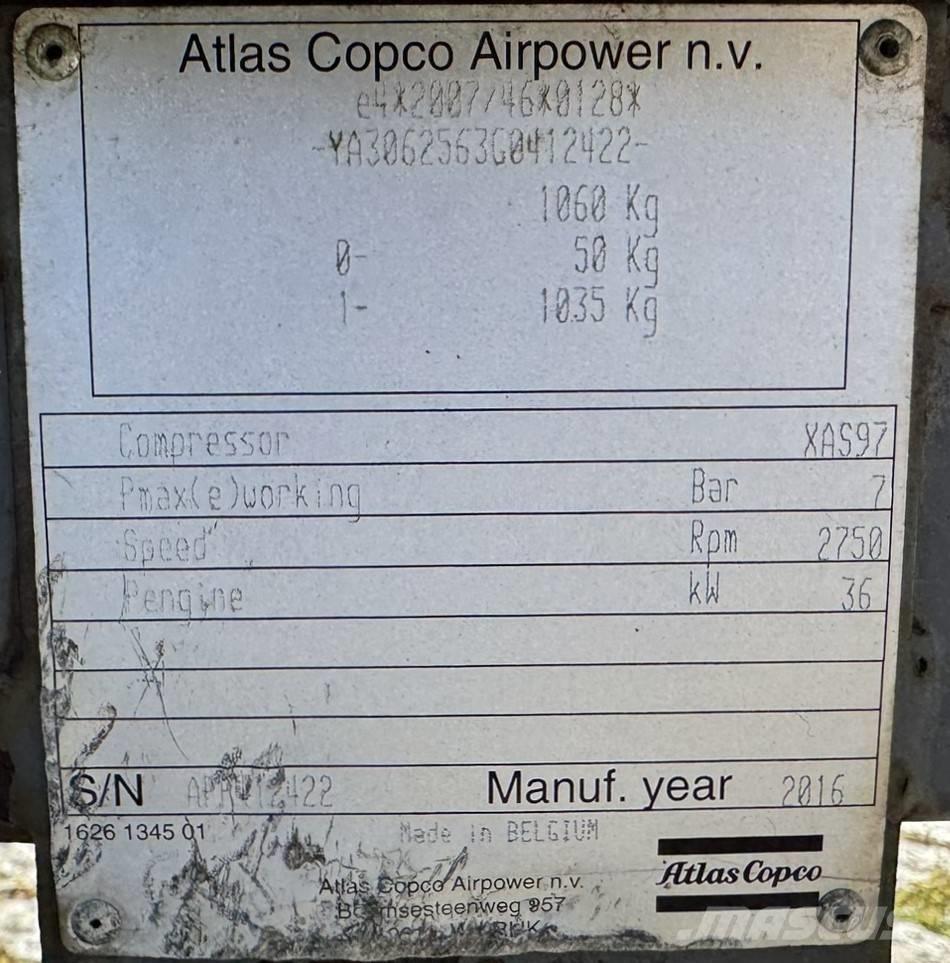 Atlas Copco Airpower n.v.
e4*2007/46*0128*
-YA3062563G0412422-
1060 Kg
0- 50 Kg
1- 1035 Kg
Compressor XAS97
Pmax(e)working Bar 7
Speed Rpm 2750
Pengine kW 36
S/N Manuf. year 2016
1626 1345 01
Made in BELGIUM
Atlas Copco
Atlas Copco Airpower n.v.
957
MASCUS